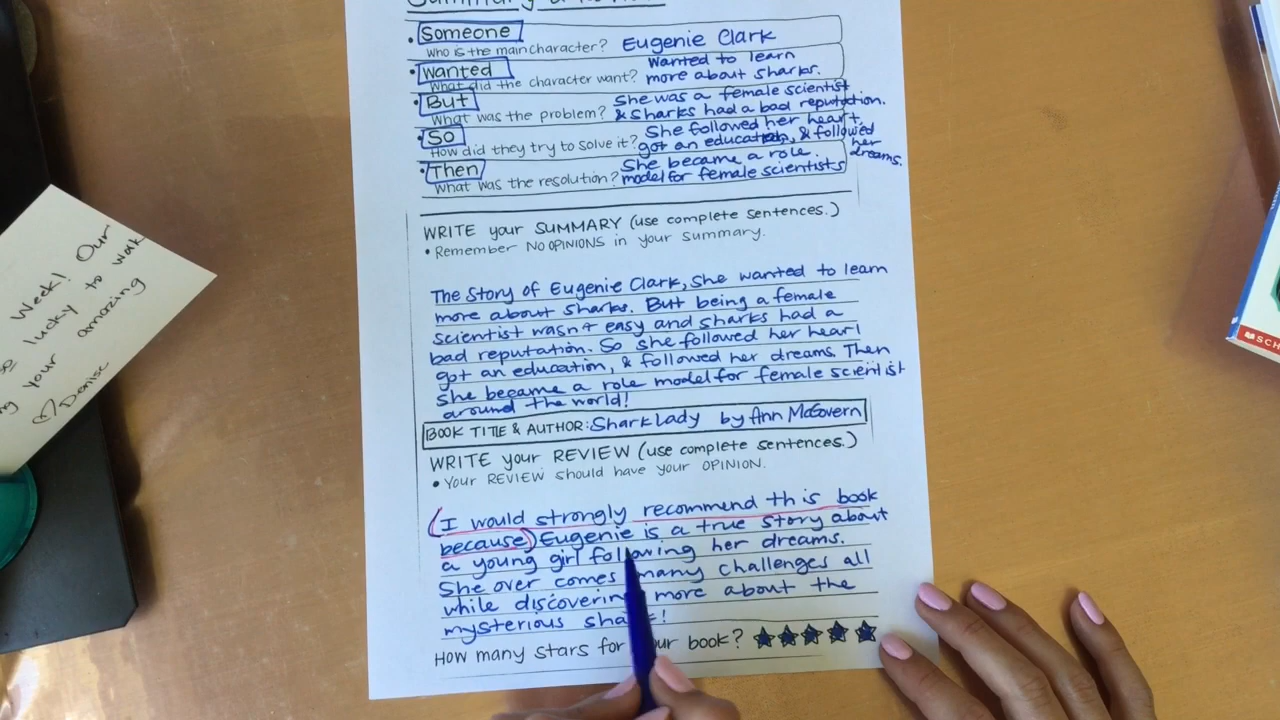 Someone
Who is the main character? Eugenie Clark
Wanted
What did the character want? Wanted to learn
more about sharks.
But
What was the problem? She was a female scientist
& sharks had a bad reputation.
So
How did they try to solve it? She followed her heart,
got an education, & followed
her
dreams.
Then
What was the resolution? She became a role
model for female scientists
WRITE your SUMMARY (use complete sentences.)
• Remember NO OPINIONS in your summary.
The Story of Eugenie Clark, She wanted to learn
more about sharks. But being a female
scientist wasn't easy and sharks had a
bad reputation. So she followed her heart
got an education, & followed her dreams. Then
she became a role model for female scientist
around the world!
BOOK TITLE & AUTHOR: Shark Lady by Ann McGovern
WRITE your REVIEW (use complete sentences.)
• Your REVIEW should have your OPINION.
(I would strongly recommend this book
because) Eugenie is a true story about
a young girl following her dreams.
She over comes many challenges all
while discovering more about the
mysterious shark!
How many stars for your book?
Week! Our
so lucky to walk
your amazing
Denise
SCH